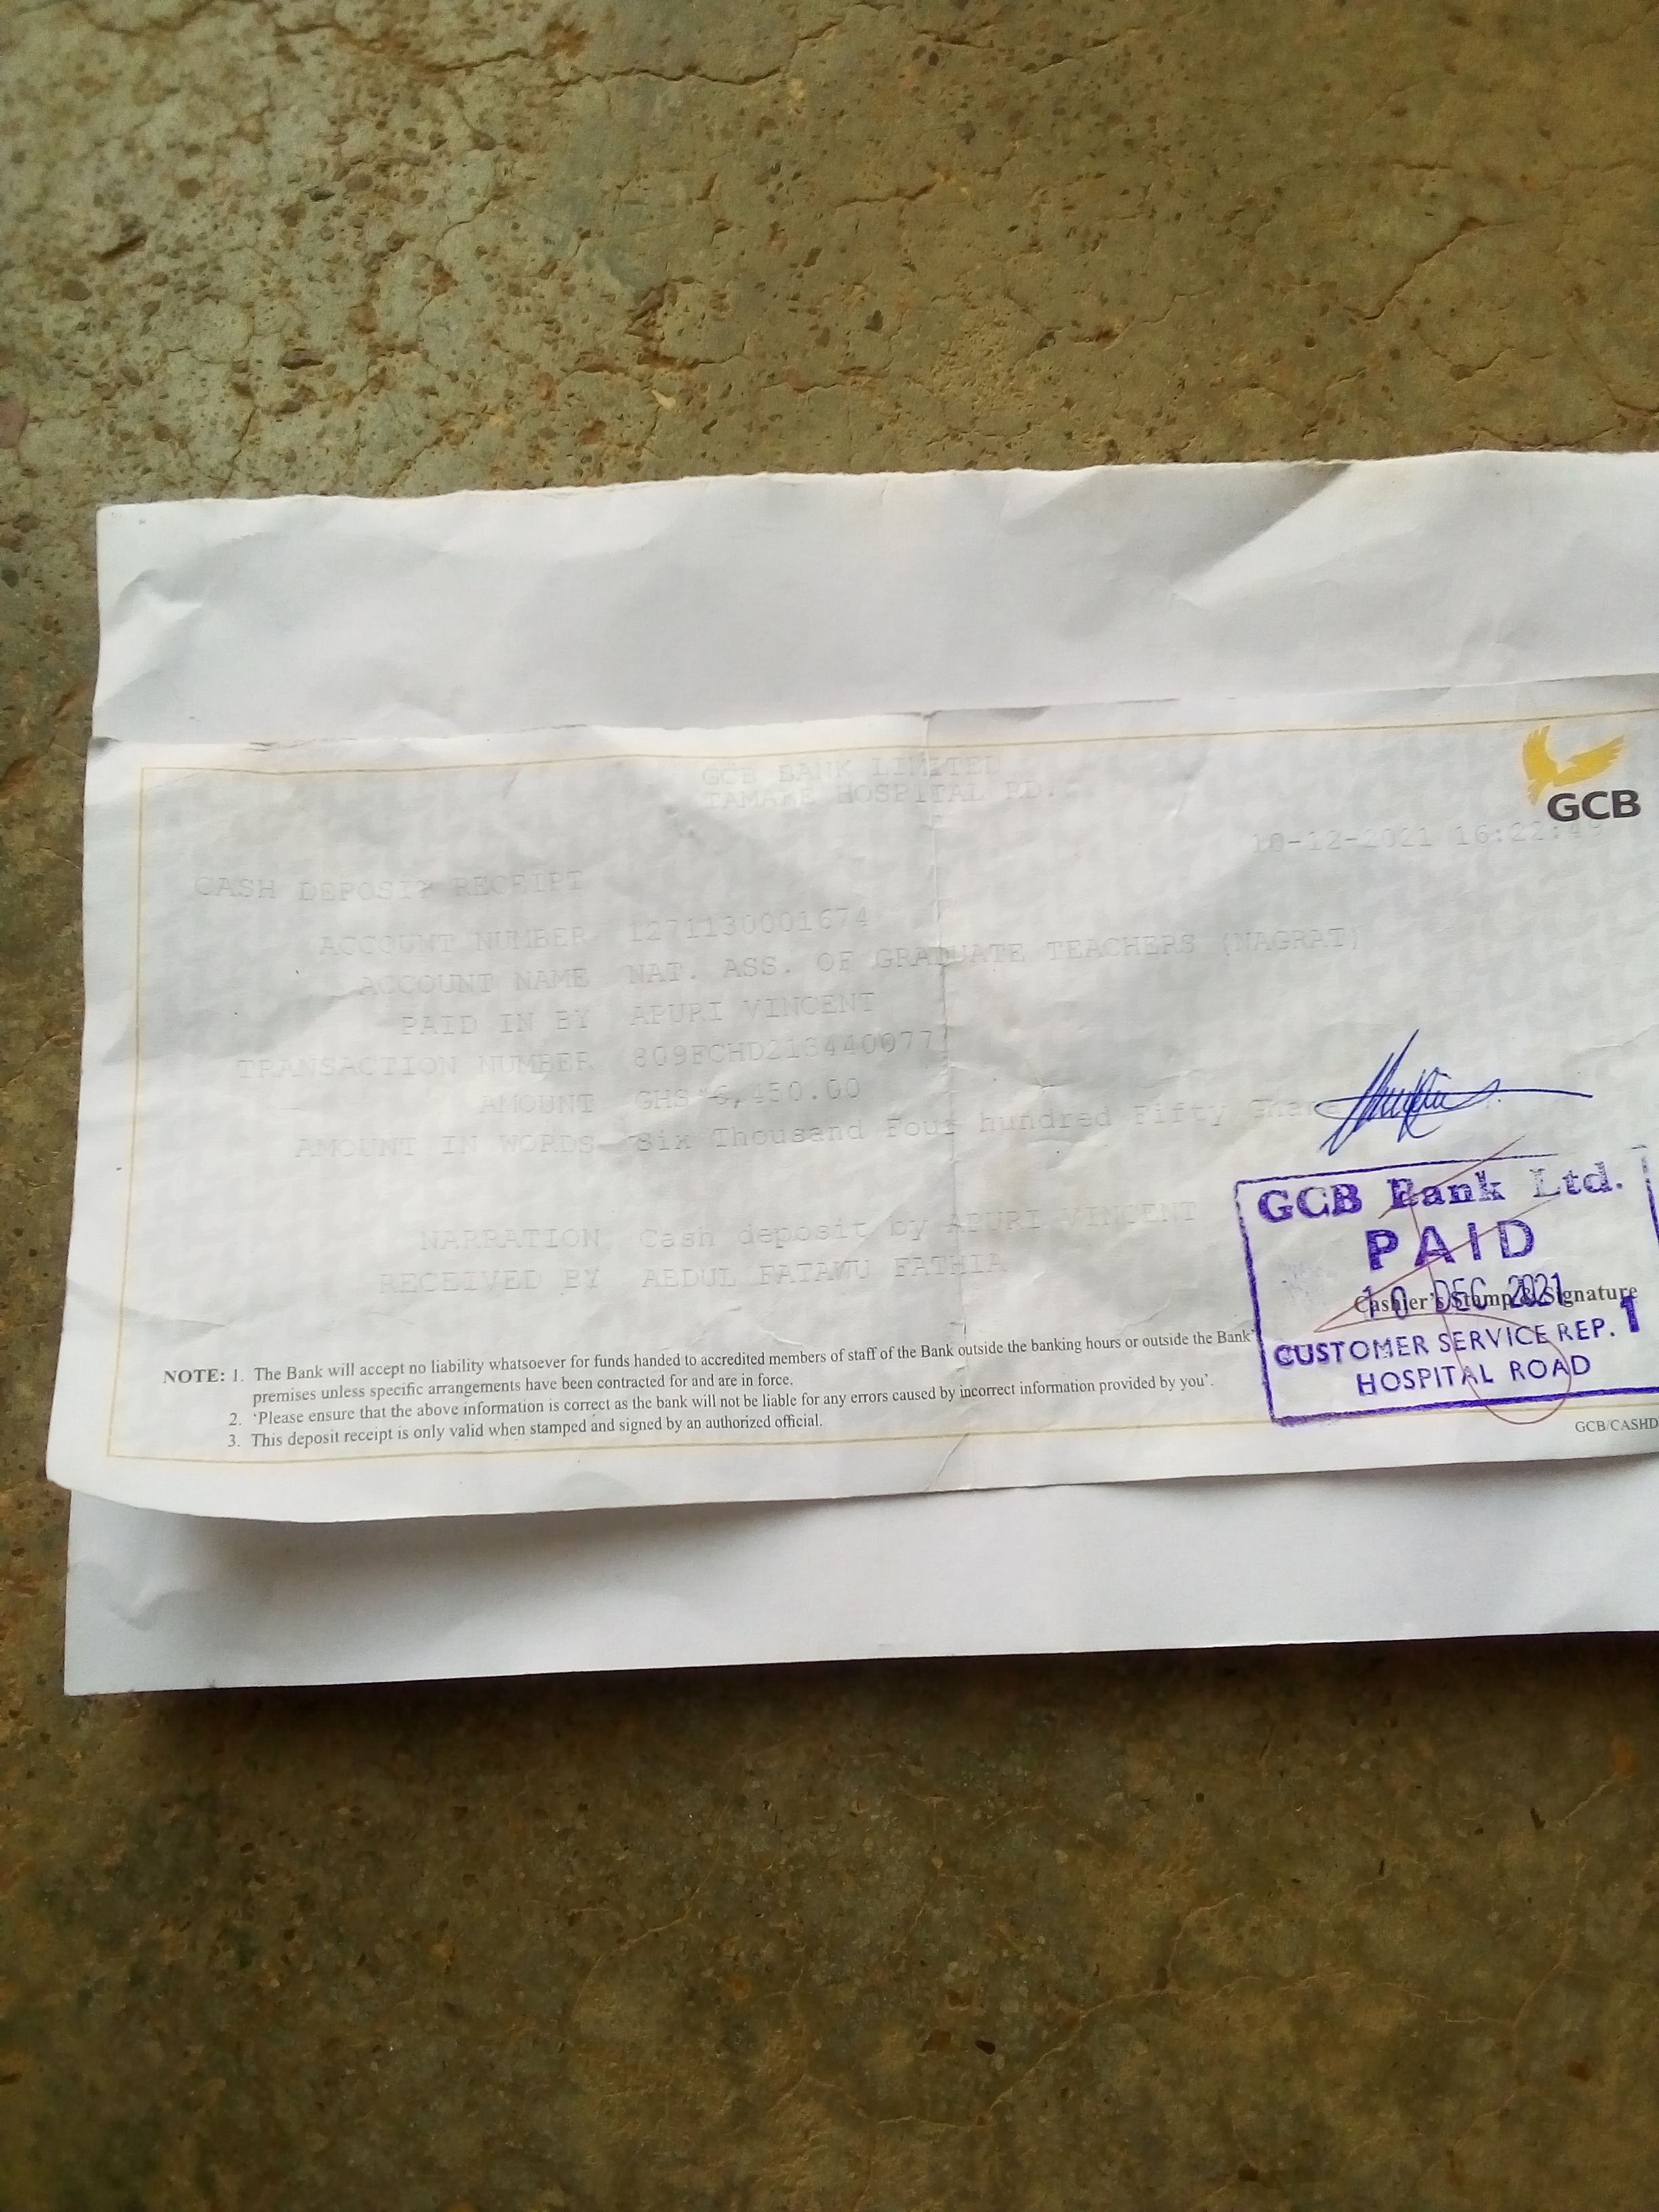 GCB BANK LIMITED
TAMALE HOSPITAL RD.
GCB
10-12-2021 16:22:49
CASH DEPOSIT RECEIPT
ACCOUNT NUMBER 1271130001674
ACCOUNT NAME NAT. ASS. OF GRADUATE TEACHERS (NAGRAT)
PAID IN BY APURI VINCENT
TRANSACTION NUMBER 809FCHD213440077
AMOUNT GHS 6,450.00
AMOUNT IN WORDS Six Thousand Four hundred Fifty
NARRATION Cash deposit by APURI VINCENT
RECEIVED BY ABDUL FATAWU FATHIA
GCB Bank Ltd.
PAID
10 DEC 2021
Cashier's Stamp & Signature
CUSTOMER SERVICE REP. 1
HOSPITAL ROAD
NOTE: 1. The Bank will accept no liability whatsoever for funds handed to accredited members of staff of the Bank outside the banking hours or outside the Bank'
premises unless specific arrangements have been contracted for and are in force.
2. 'Please ensure that the above information is correct as the bank will not be liable for any errors caused by incorrect information provided by you'.
3. This deposit receipt is only valid when stamped and signed by an authorized official.
GCB/CASHD